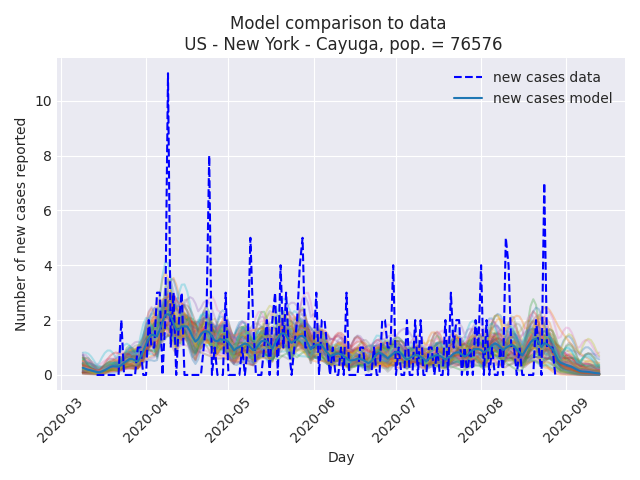 Model comparison to data
US - New York - Cayuga, pop. = 76576
new cases data
new cases model
Number of new cases reported
10
8
6
4
2
0
2020-03
2020-04
2020-05
2020-06
2020-07
2020-08
2020-09
Day